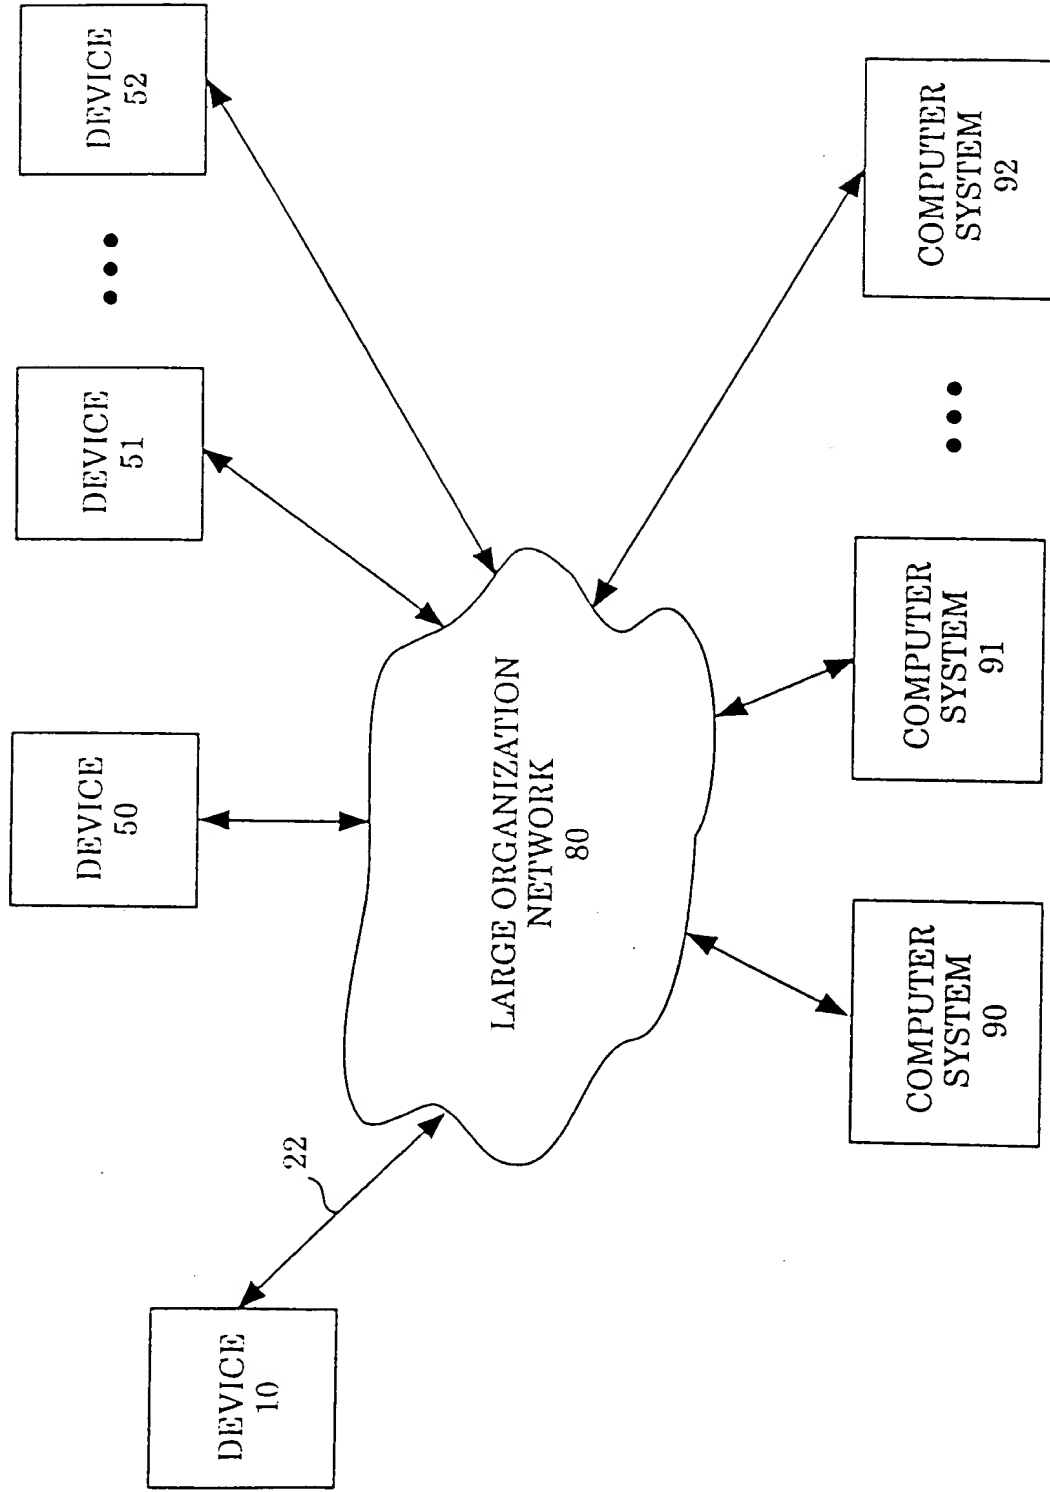 DEVICE
10
22
DEVICE
50
DEVICE
51
DEVICE
52
LARGE ORGANIZATION
NETWORK
80
COMPUTER
SYSTEM
90
COMPUTER
SYSTEM
91
COMPUTER
SYSTEM
92